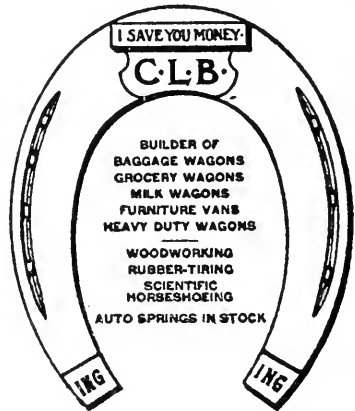 I SAVE YOU MONEY.
C.L.B.
BUILDER OF
BAGGAGE WAGONS
GROCERY WAGONS
MILK WAGONS
FURNITURE VANS
HEAVY DUTY WAGONS
WOODWORKING
RUBBER-TIRING
SCIENTIFIC
HORSESHOEING
AUTO SPRINGS IN STOCK
ING
ING